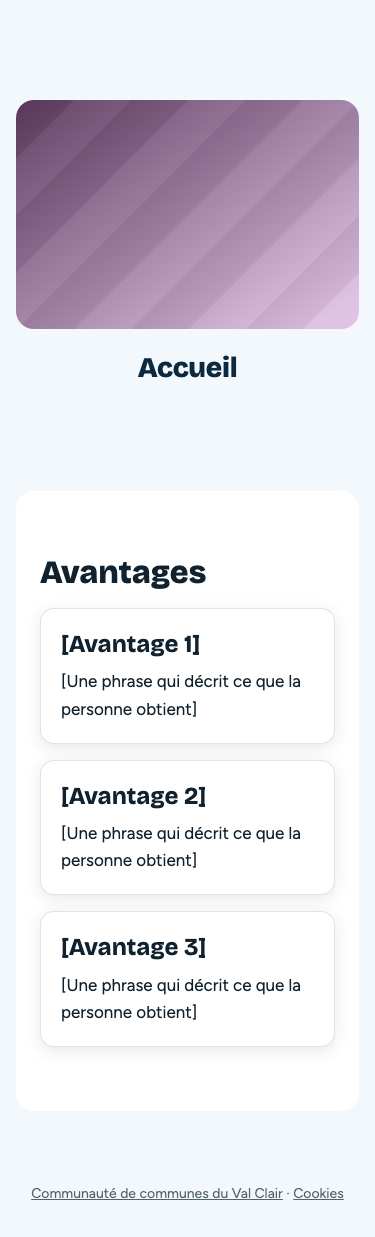 Accueil
Avantages
[Avantage 1]
[Une phrase qui décrit ce que la
personne obtient]
[Avantage 2]
[Une phrase qui décrit ce que la
personne obtient]
[Avantage 3]
[Une phrase qui décrit ce que la
personne obtient]
Communauté de communes du Val Clair · Cookies